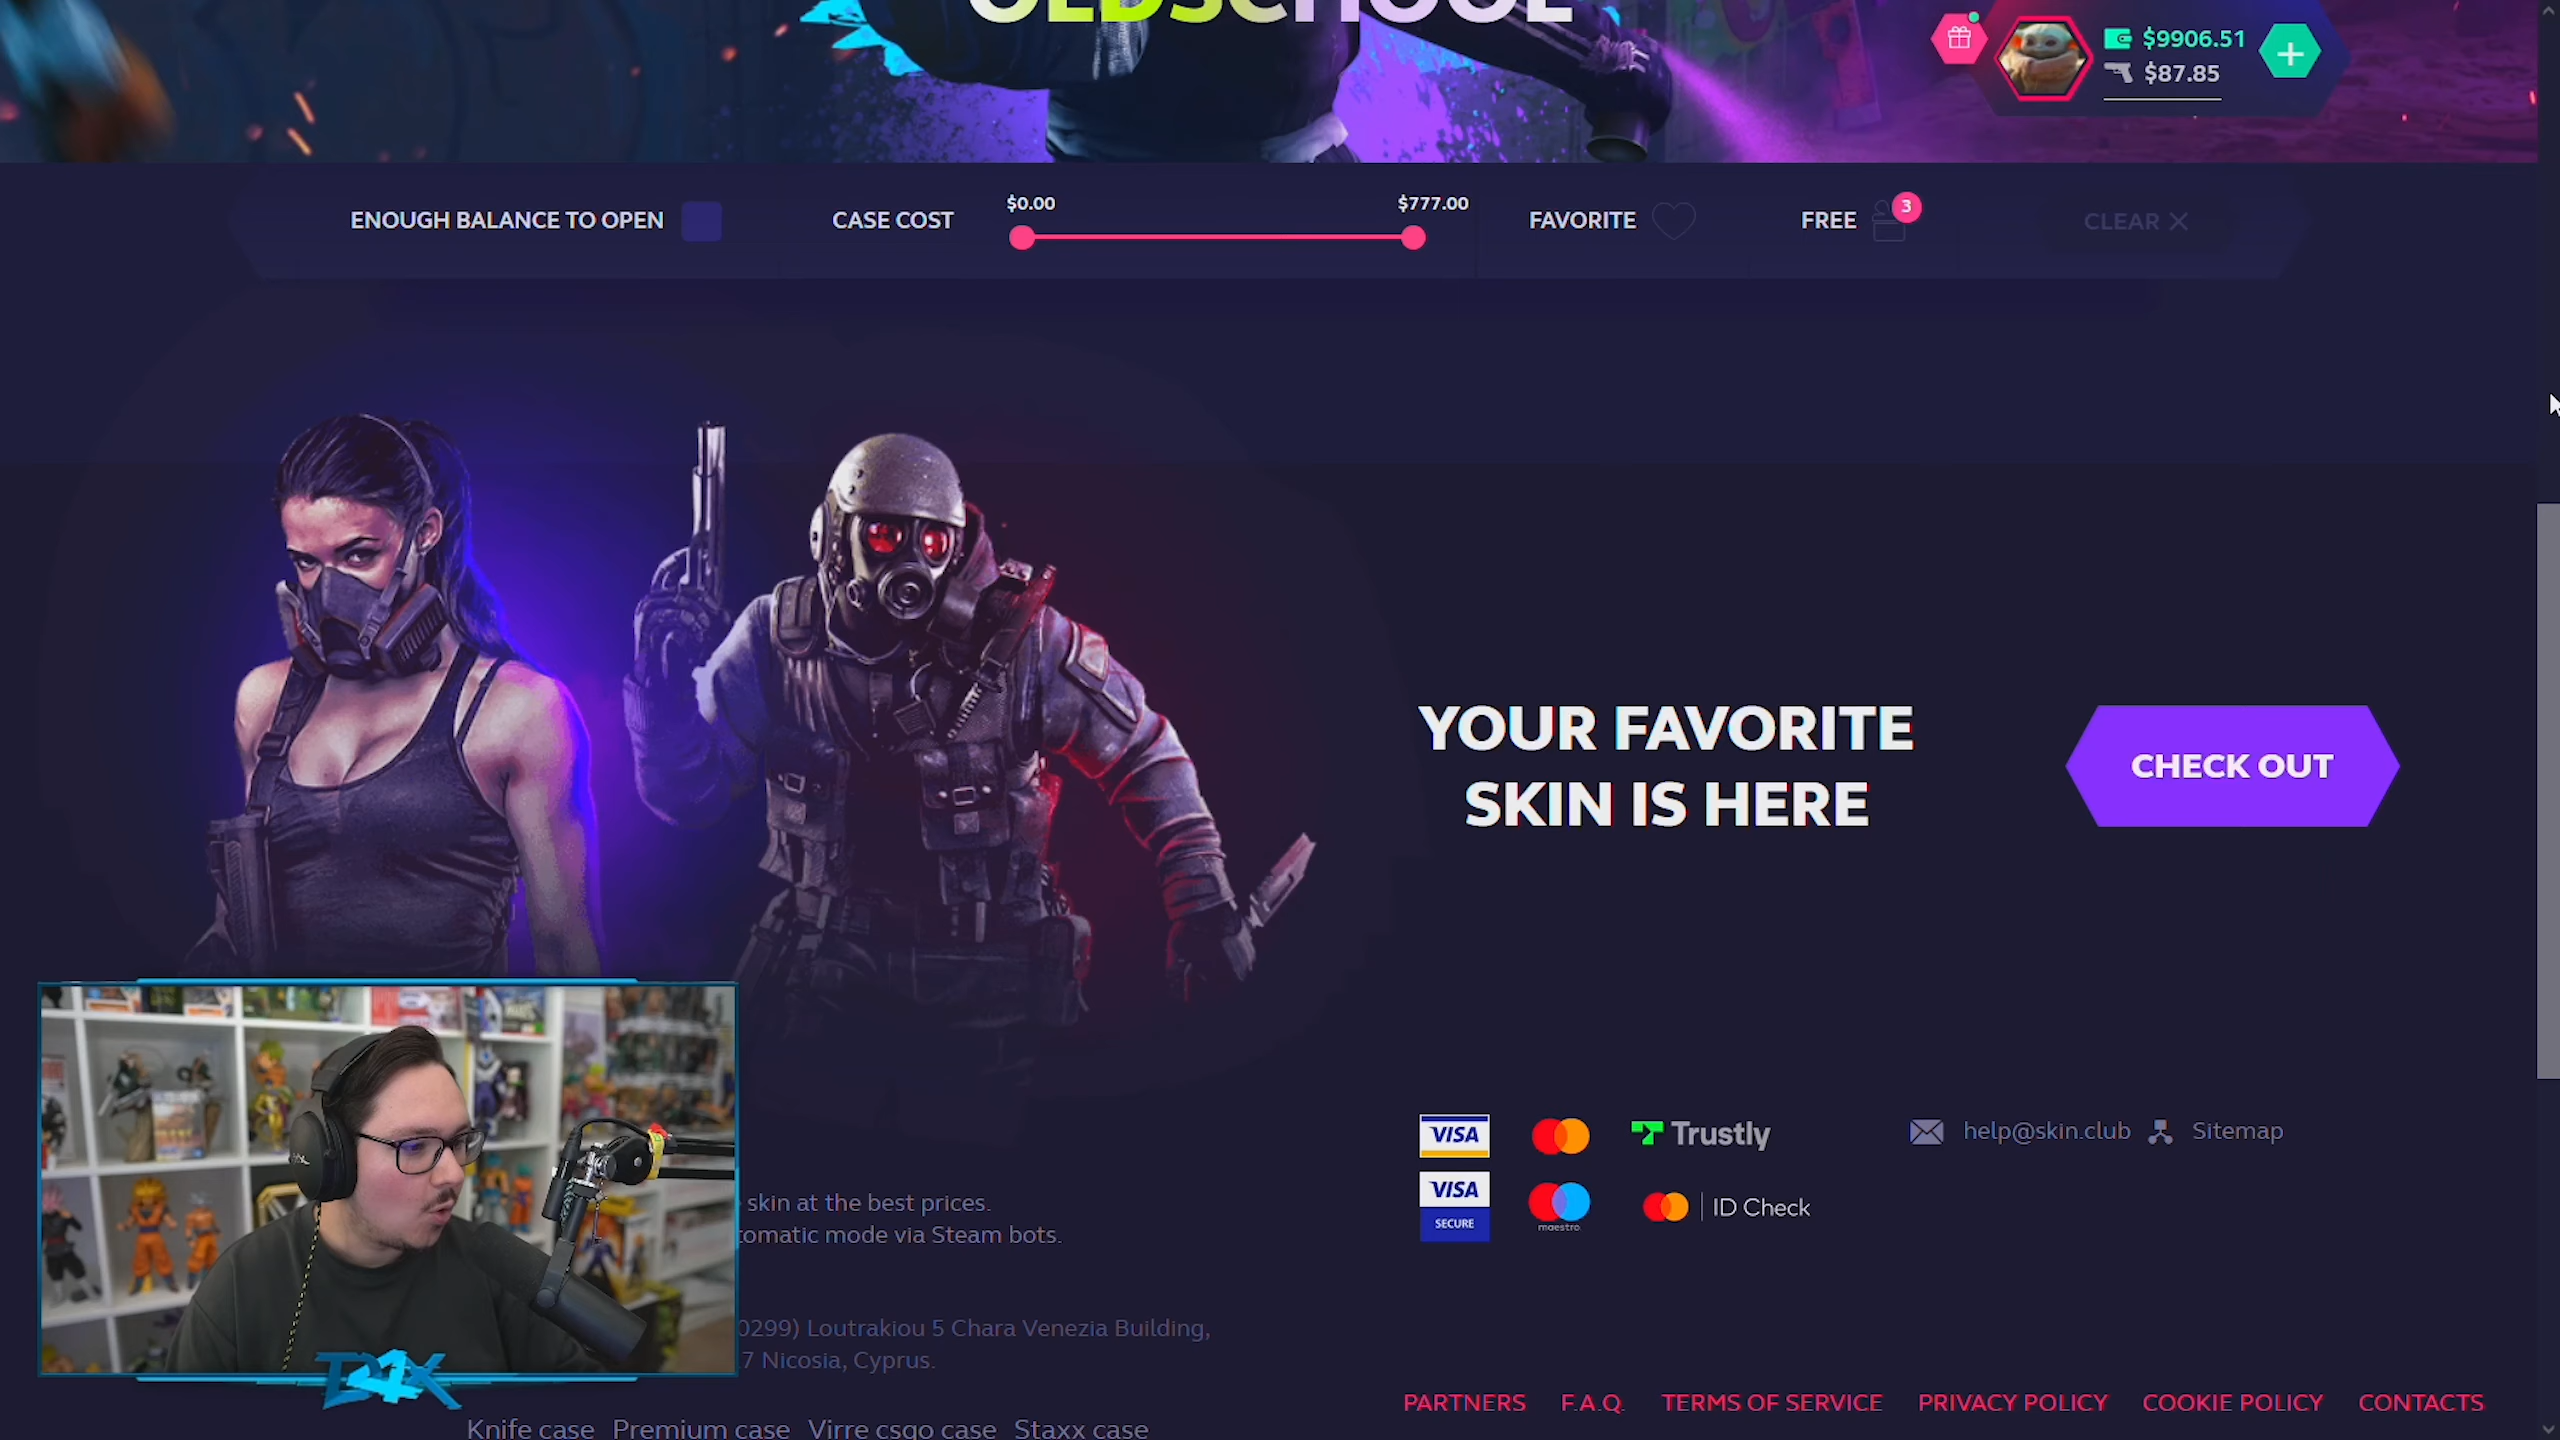 OLDSCHOOL
$9906.51
$87.85
ENOUGH BALANCE TO OPEN
CASE COST
$0.00
$777.00
FAVORITE
FREE
3
CLEAR
YOUR FAVORITE
SKIN IS HERE
CHECK OUT
VISA
Trustly
help@skin.club
Sitemap
VISA
SECURE
maestro
ID Check
skin at the best prices.
tomatic mode via Steam bots.
0299) Loutrakiou 5 Chara Venezia Building,
7 Nicosia, Cyprus.
D4X
PARTNERS
F.A.Q.
TERMS OF SERVICE
PRIVACY POLICY
COOKIE POLICY
CONTACTS
Knife case
Premium case
Virre csgo case
Staxx case